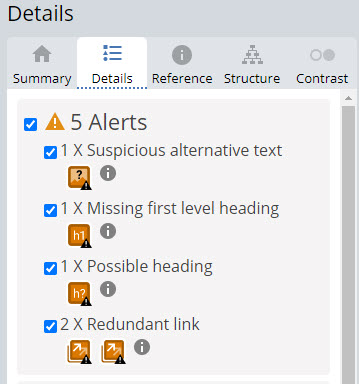 Details
Summary Details Reference Structure Contrast
5 Alerts
1 X Suspicious alternative text
?
1 X Missing first level heading
h1
1 X Possible heading
h?
2 X Redundant link